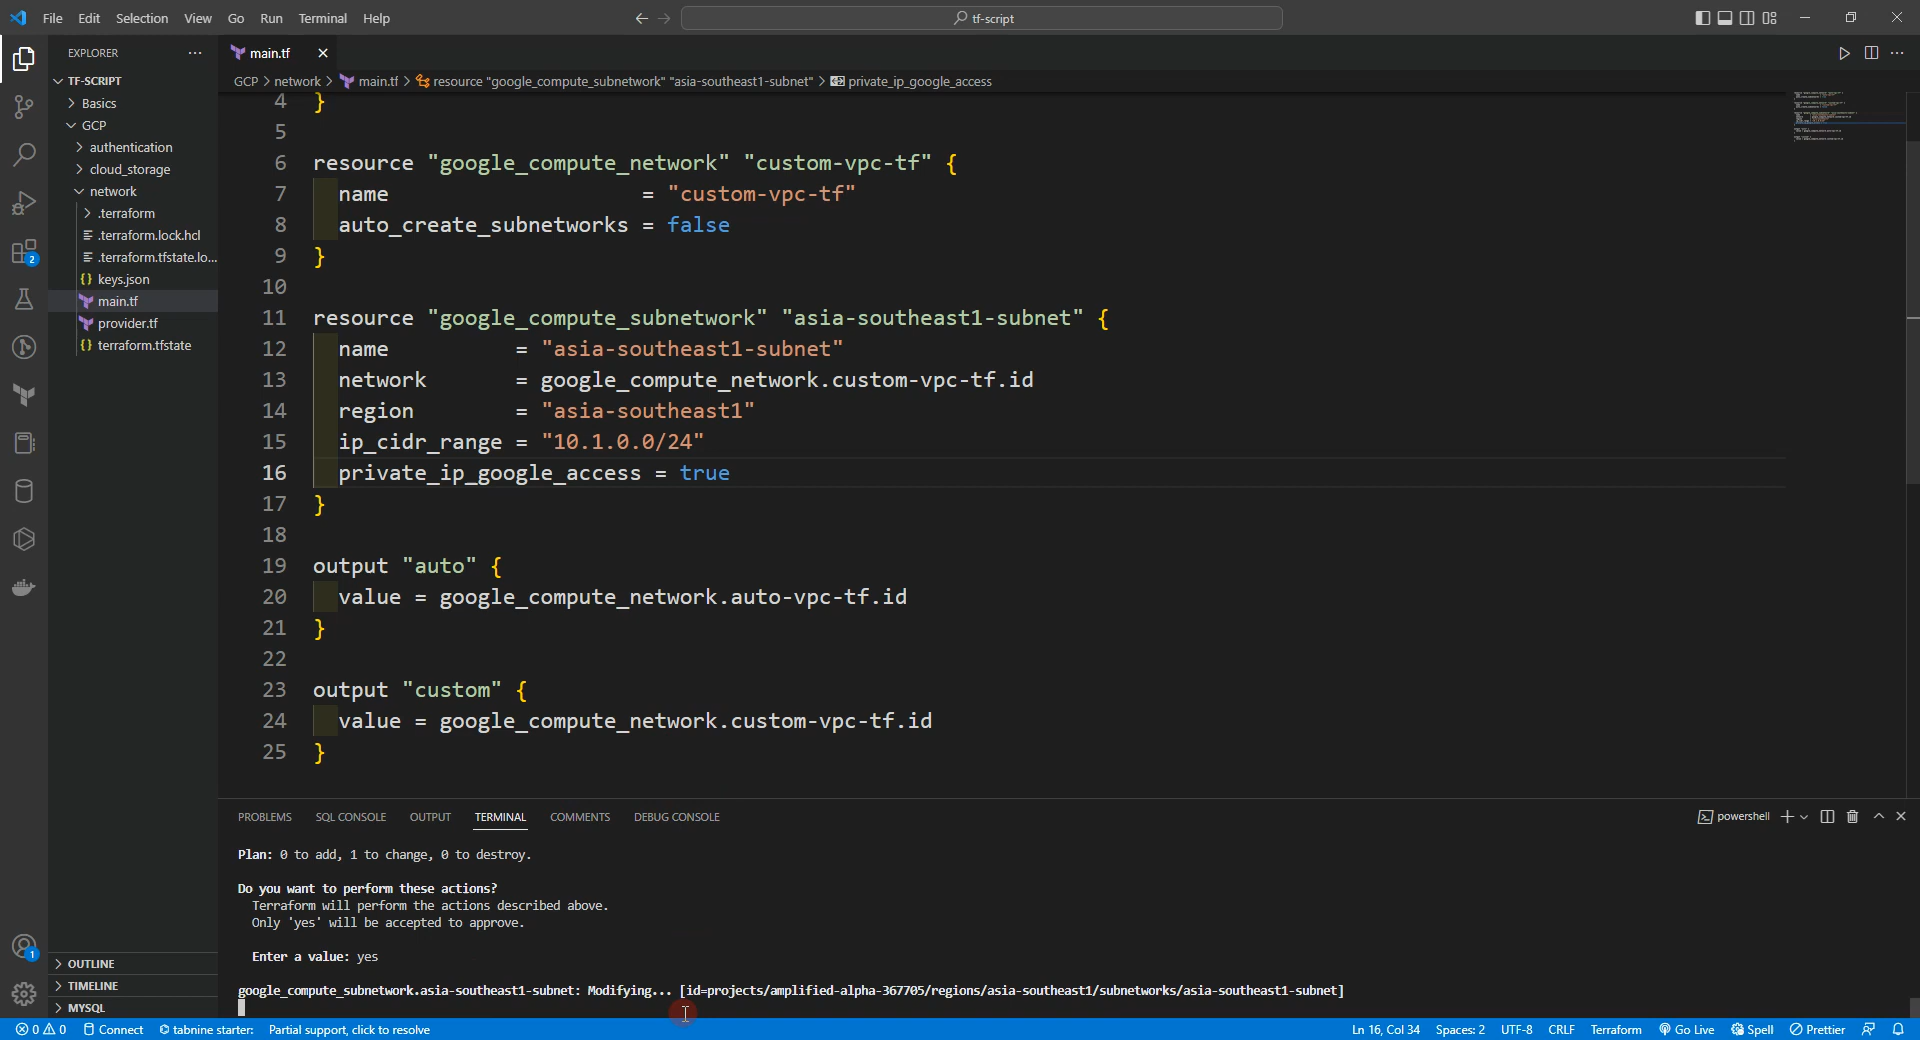 File Edit Selection View Go Run Terminal Help
tf-script
EXPLORER
TF-SCRIPT
Basics
GCP
authentication
cloud_storage
network
.terraform
.terraform.lock.hcl
.terraform.tfstate.lo...
keys.json
main.tf
provider.tf
terraform.tfstate
OUTLINE
TIMELINE
MYSQL
2
1
main.tf
GCP > network > main.tf > resource "google_compute_subnetwork" "asia-southeast1-subnet" > private_ip_google_access
4 }
5
6 resource "google_compute_network" "custom-vpc-tf" {
7 name = "custom-vpc-tf"
8 auto_create_subnetworks = false
9 }
10
11 resource "google_compute_subnetwork" "asia-southeast1-subnet" {
12 name = "asia-southeast1-subnet"
13 network = google_compute_network.custom-vpc-tf.id
14 region = "asia-southeast1"
15 ip_cidr_range = "10.1.0.0/24"
16 private_ip_google_access = true
17 }
18
19 output "auto" {
20 value = google_compute_network.auto-vpc-tf.id
21 }
22
23 output "custom" {
24 value = google_compute_network.custom-vpc-tf.id
25 }
PROBLEMS SQL CONSOLE OUTPUT TERMINAL COMMENTS DEBUG CONSOLE
powershell
Plan: 0 to add, 1 to change, 0 to destroy.
Do you want to perform these actions?
Terraform will perform the actions described above.
Only 'yes' will be accepted to approve.
Enter a value: yes
google_compute_subnetwork.asia-southeast1-subnet: Modifying... [id=projects/amplified-alpha-367705/regions/asia-southeast1/subnetworks/asia-southeast1-subnet]
0 0 Connect tabnine starter: Partial support, click to resolve Ln 16, Col 34 Spaces: 2 UTF-8 CRLF Terraform Go Live Spell Prettier